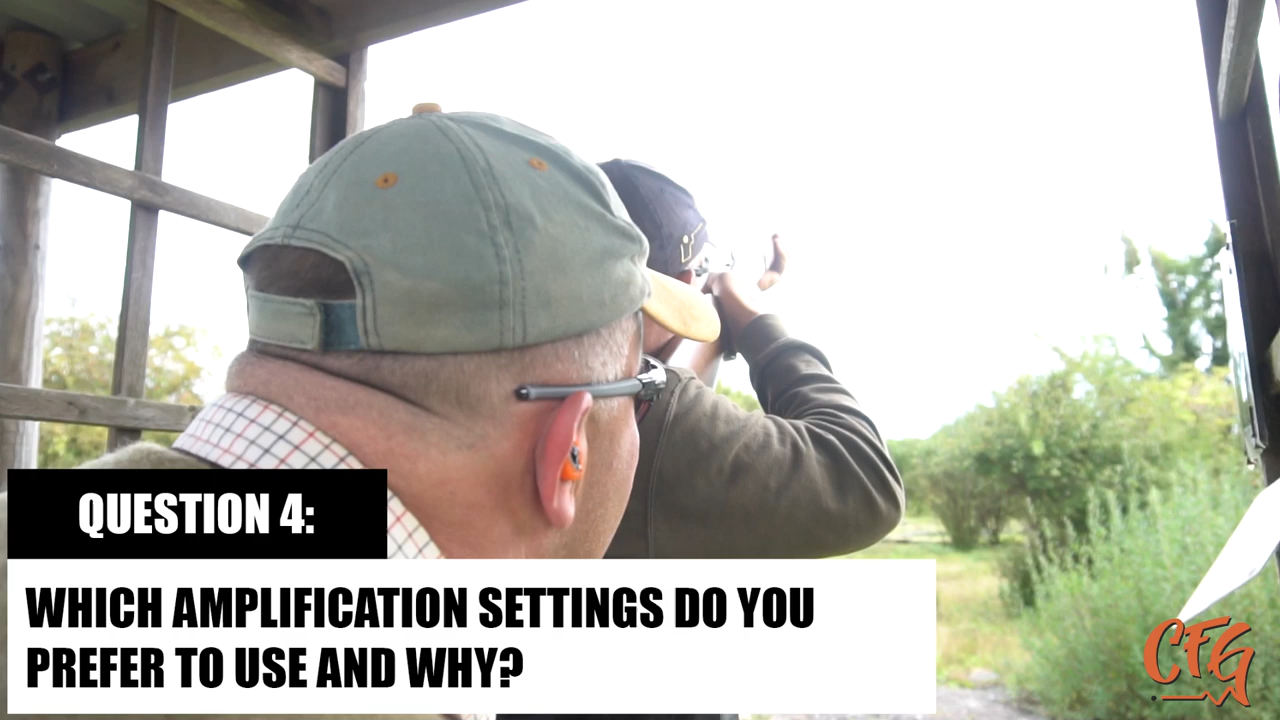 QUESTION 4:
WHICH AMPLIFICATION SETTINGS DO YOU
PREFER TO USE AND WHY?
CFG